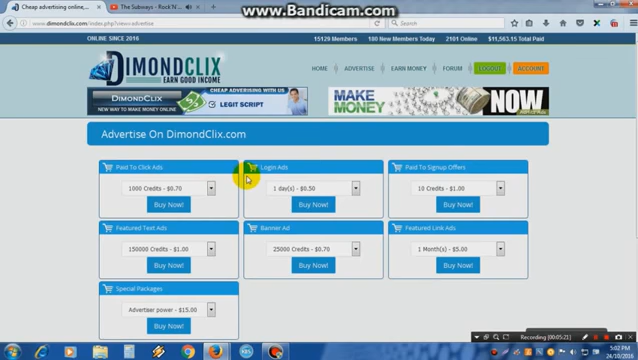 www.Bandicam.com
Cheap advertising online,
The Subways - Rock N'
www.dimondclix.com/index.php?view=advertise
Search
ONLINE SINCE 2016
15129 Members
180 New Members Today
2101 Online
$11,563.15 Total Paid
DIMONDCLIX
EARN GOOD INCOME
HOME
ADVERTISE
EARN MONEY
FORUM
LOGOUT
ACCOUNT
DIMONDCLIX
NEW WAY TO MAKE MONEY ONLINE
CHEAP ADVERTISING WITH US
LEGIT SCRIPT
MAKE
MONEY
NOW
Advertise On DimondClix.com
Paid To Click Ads
Login Ads
Paid To Signup Offers
1000 Credits - $0.70
1 day(s) - $0.50
10 Credits - $1.00
Buy Now!
Buy Now!
Buy Now!
Featured Text Ads
Banner Ad
Featured Link Ads
150000 Credits - $1.00
25000 Credits - $0.70
1 Month(s) - $5.00
Buy Now!
Buy Now!
Buy Now!
Special Packages
Advertiser power - $15.00
Buy Now!
Recording [00:05:21]
5:02 PM
24/10/2016